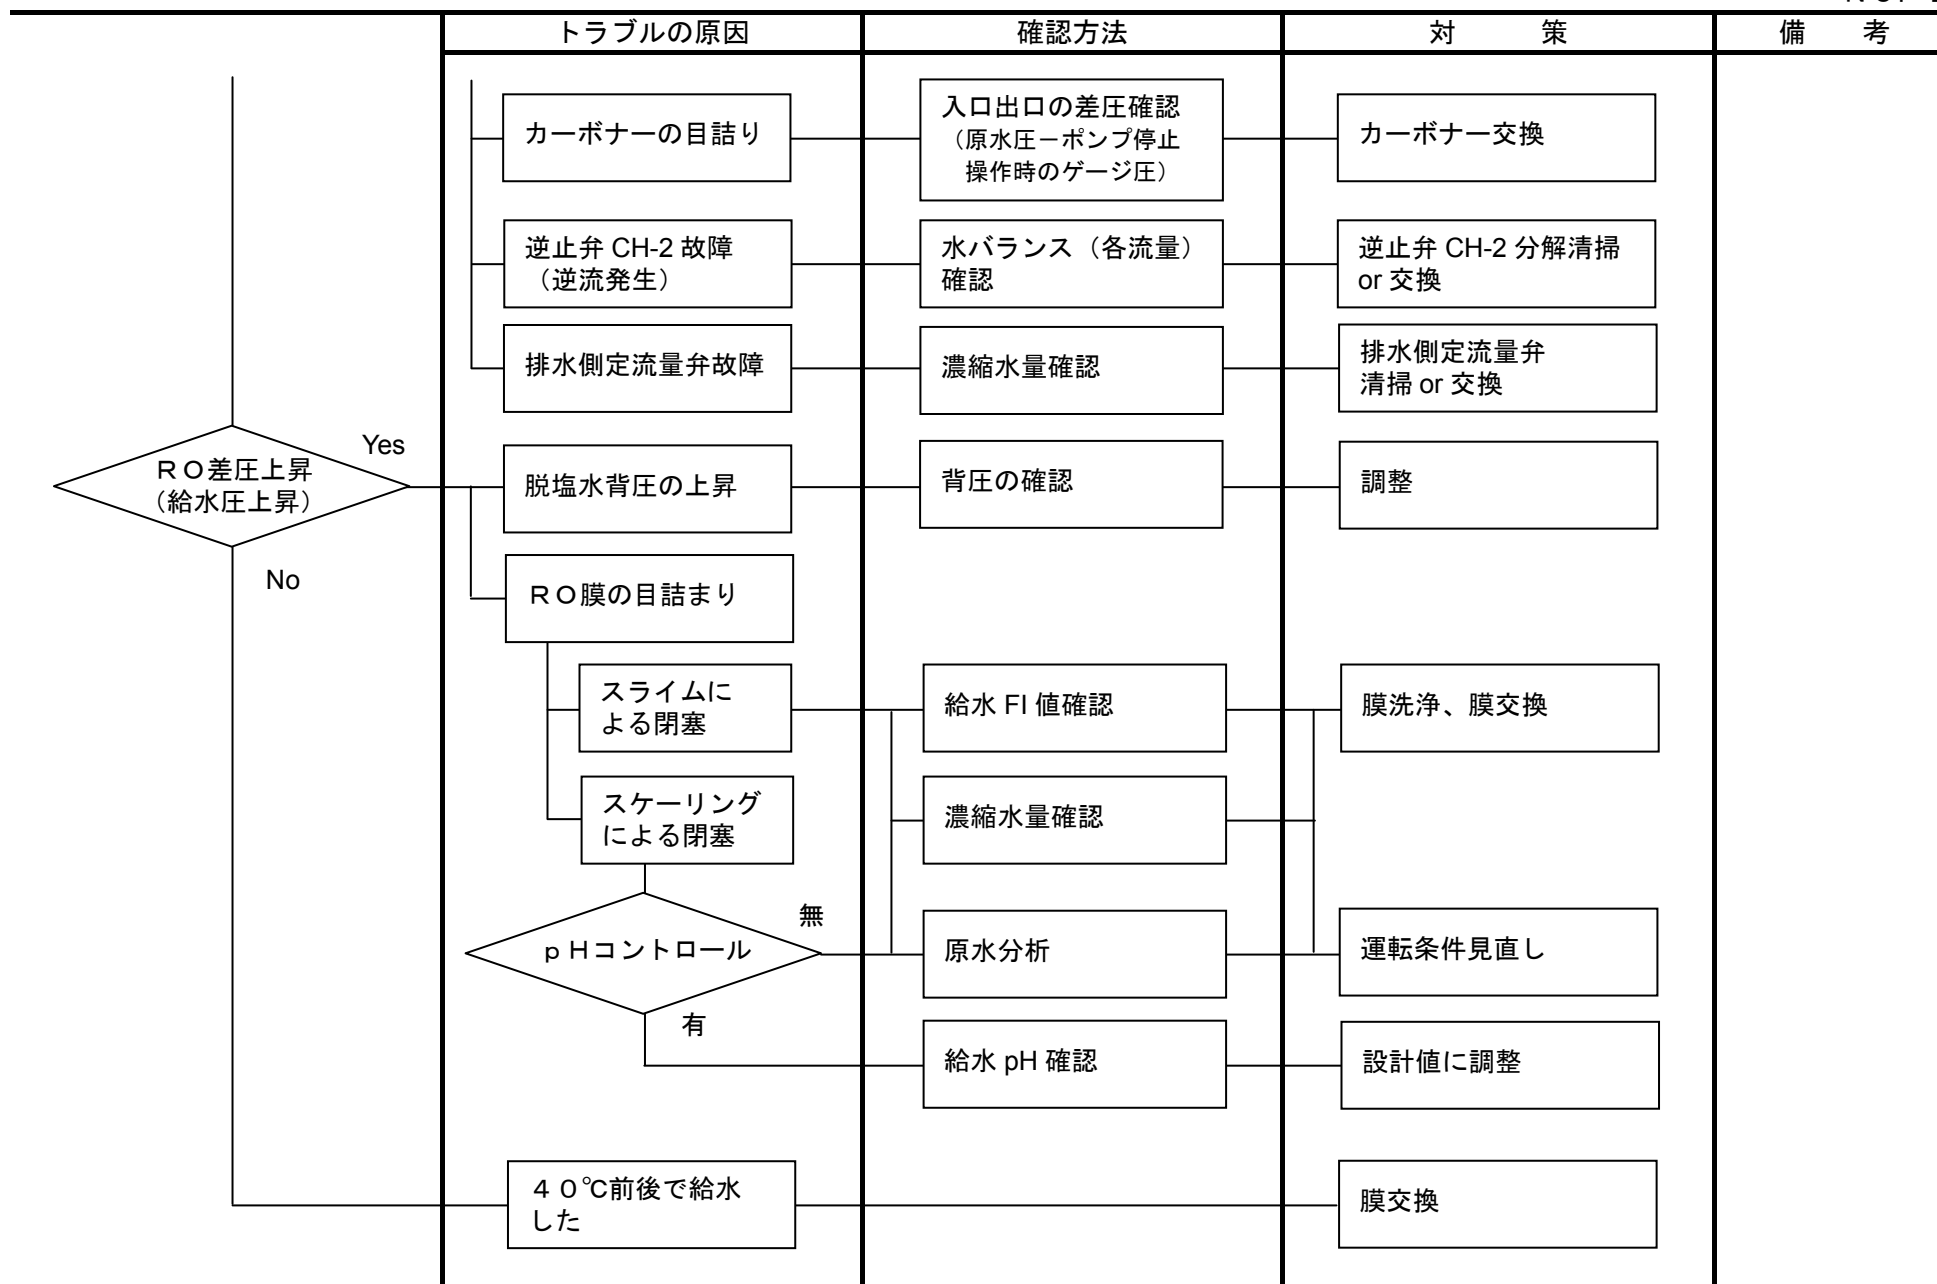 トラブルの原因
確認方法
対　　策
備　　考
カーボナーの目詰り
入口出口の差圧確認
（原水圧－ポンプ停止
操作時のゲージ圧）
カーボナー交換
逆止弁 CH-2 故障
（逆流発生）
水バランス（各流量）
確認
逆止弁 CH-2 分解清掃
or 交換
排水側定流量弁故障
濃縮水量確認
排水側定流量弁
清掃 or 交換
ＲＯ差圧上昇
（給水圧上昇）
Yes
No
脱塩水背圧の上昇
背圧の確認
調整
ＲＯ膜の目詰まり
スライムに
よる閉塞
給水 FI 値確認
膜洗浄、膜交換
スケーリング
による閉塞
濃縮水量確認
ｐＨコントロール
無
有
原水分析
運転条件見直し
給水 pH 確認
設計値に調整
４０℃前後で給水
した
膜交換